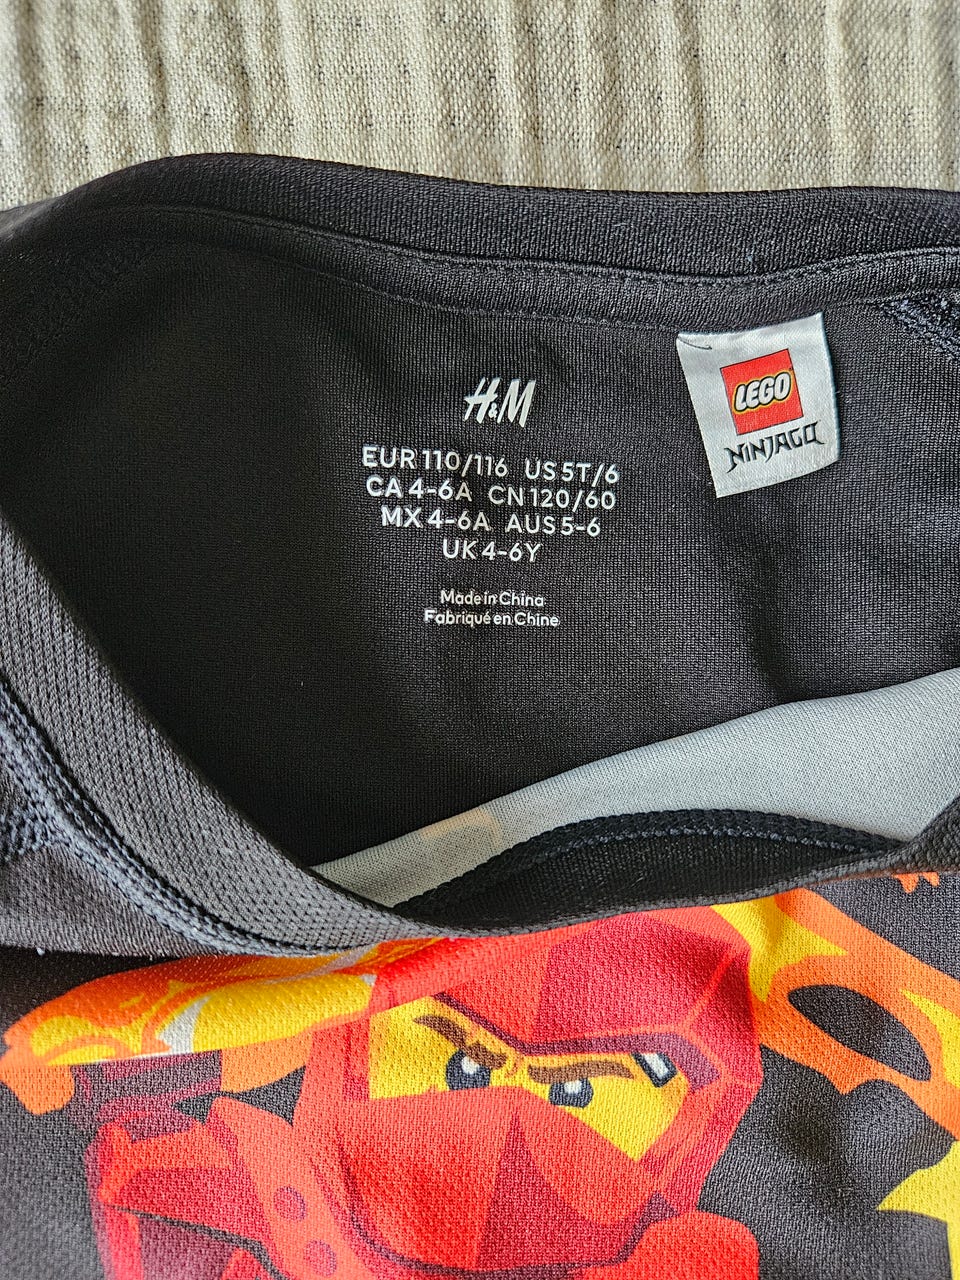 H&M
EUR 110/116 US 5T/6
CA 4-6A CN 120/60
MX 4-6A AUS 5-6
UK 4-6Y
Made in China
Fabriqué en Chine
LEGO
NINJAGO